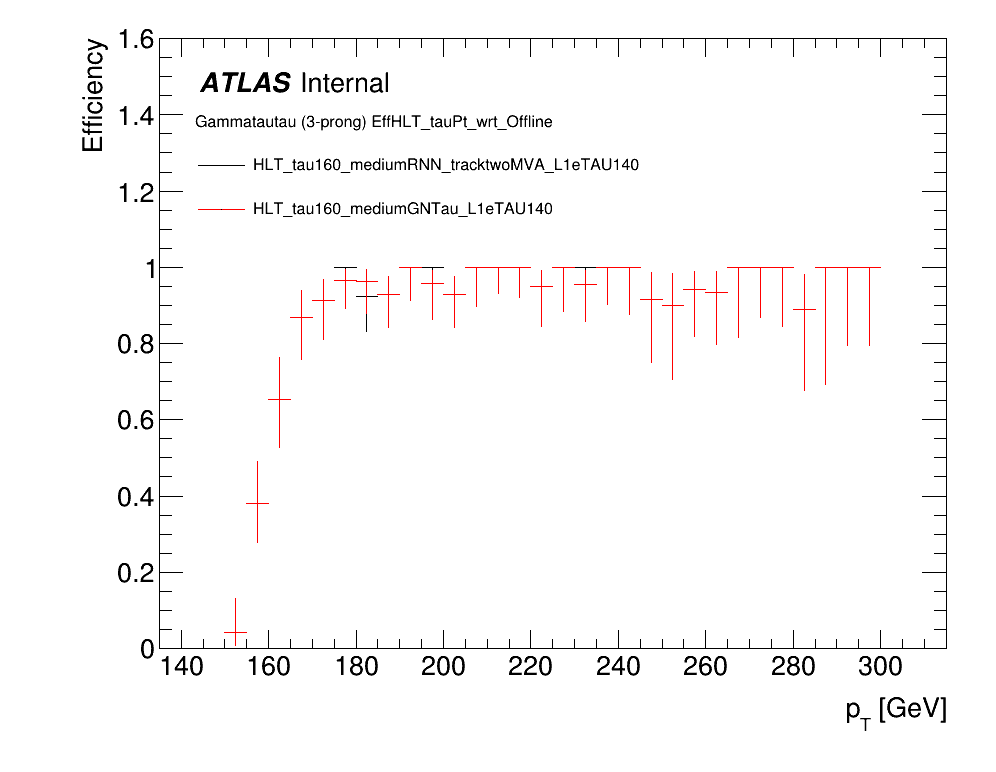 Efficiency
1.6
1.4
1.2
1
0.8
0.6
0.4
0.2
0
ATLAS Internal
Gammatautau (3-prong) EffHLT_tauPt_wrt_Offline
HLT_tau160_mediumRNN_tracktwoMVA_L1eTAU140
HLT_tau160_mediumGNTau_L1eTAU140
140 160 180 200 220 240 260 280 300
pT [GeV]